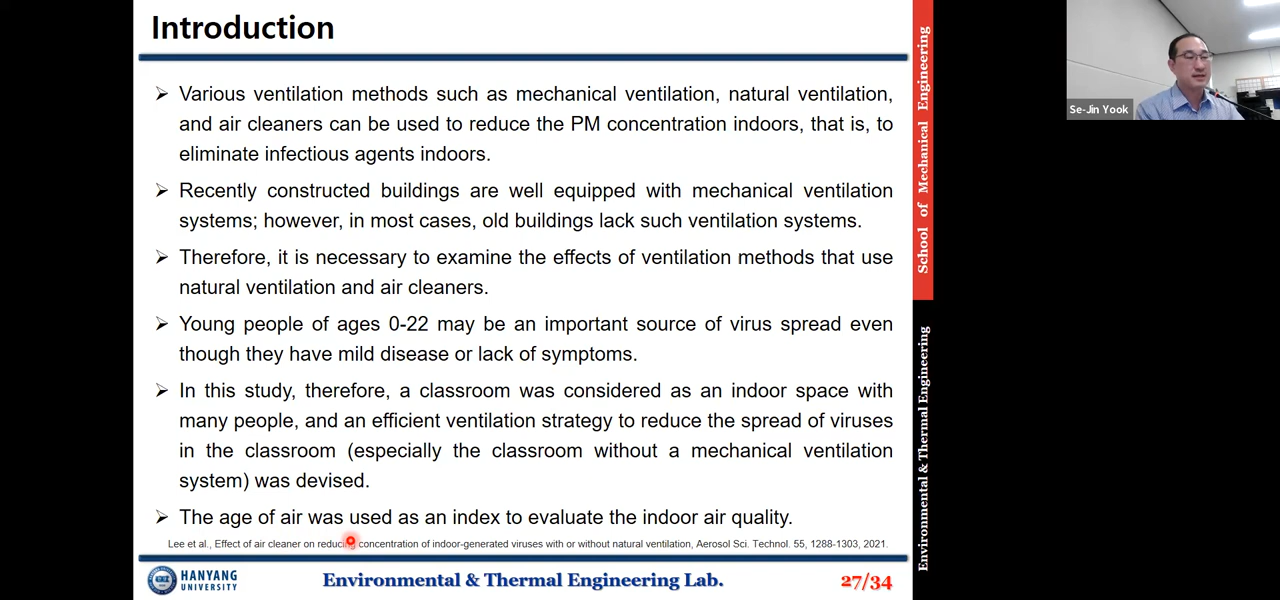 Introduction
➢ Various ventilation methods such as mechanical ventilation, natural ventilation,
and air cleaners can be used to reduce the PM concentration indoors, that is, to
eliminate infectious agents indoors.
➢ Recently constructed buildings are well equipped with mechanical ventilation
systems; however, in most cases, old buildings lack such ventilation systems.
➢ Therefore, it is necessary to examine the effects of ventilation methods that use
natural ventilation and air cleaners.
➢ Young people of ages 0-22 may be an important source of virus spread even
though they have mild disease or lack of symptoms.
➢ In this study, therefore, a classroom was considered as an indoor space with
many people, and an efficient ventilation strategy to reduce the spread of viruses
in the classroom (especially the classroom without a mechanical ventilation
system) was devised.
➢ The age of air was used as an index to evaluate the indoor air quality.
Lee et al., Effect of air cleaner on reducing concentration of indoor-generated viruses with or without natural ventilation, Aerosol Sci. Technol. 55, 1288-1303, 2021.
HANYANG
UNIVERSITY
Environmental & Thermal Engineering Lab.
27/34
School of Mechanical Engineering
Environmental & Thermal Engineering
Se-Jin Yook